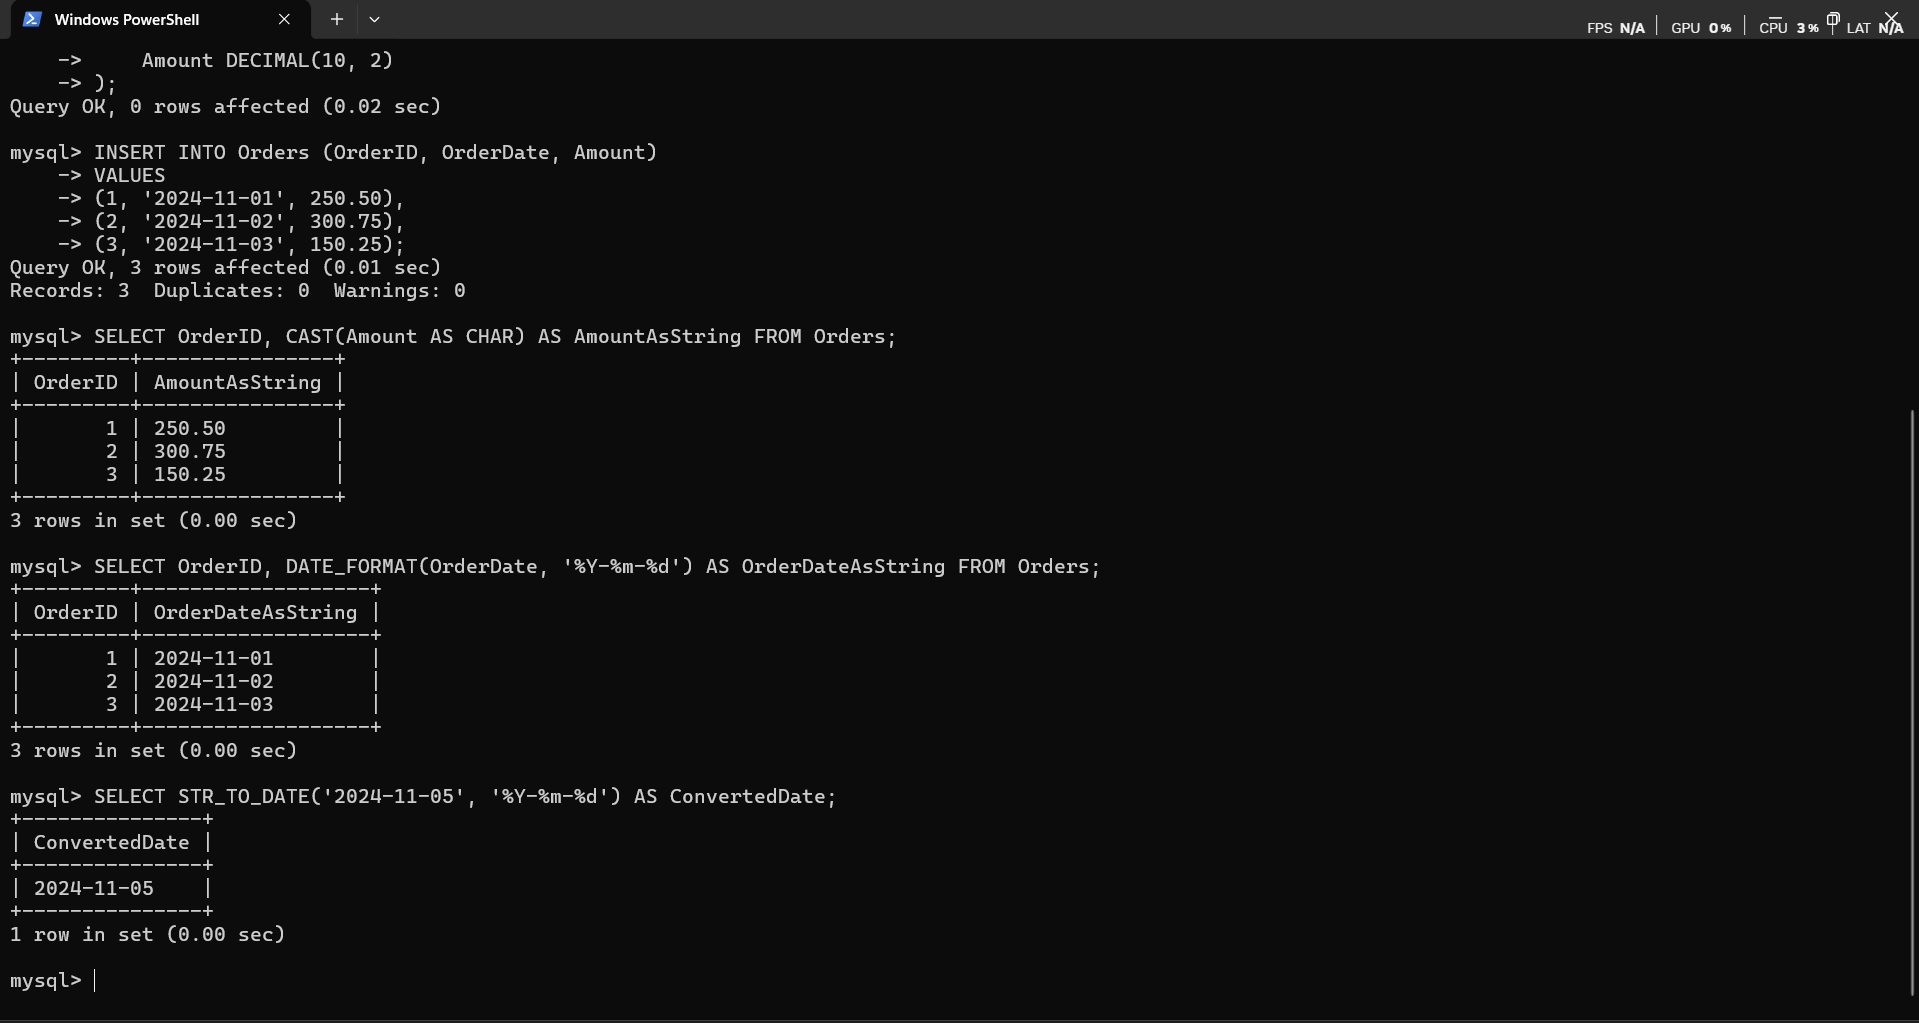 Windows PowerShell
FPS N/A | GPU 0% | CPU 3% | LAT N/A
    ->     Amount DECIMAL(10, 2)
    -> );
Query OK, 0 rows affected (0.02 sec)

mysql> INSERT INTO Orders (OrderID, OrderDate, Amount)
    -> VALUES
    -> (1, '2024-11-01', 250.50),
    -> (2, '2024-11-02', 300.75),
    -> (3, '2024-11-03', 150.25);
Query OK, 3 rows affected (0.01 sec)
Records: 3  Duplicates: 0  Warnings: 0

mysql> SELECT OrderID, CAST(Amount AS CHAR) AS AmountAsString FROM Orders;
+---------+----------------+
| OrderID | AmountAsString |
+---------+----------------+
|       1 | 250.50         |
|       2 | 300.75         |
|       3 | 150.25         |
+---------+----------------+
3 rows in set (0.00 sec)

mysql> SELECT OrderID, DATE_FORMAT(OrderDate, '%Y-%m-%d') AS OrderDateAsString FROM Orders;
+---------+-------------------+
| OrderID | OrderDateAsString |
+---------+-------------------+
|       1 | 2024-11-01        |
|       2 | 2024-11-02        |
|       3 | 2024-11-03        |
+---------+-------------------+
3 rows in set (0.00 sec)

mysql> SELECT STR_TO_DATE('2024-11-05', '%Y-%m-%d') AS ConvertedDate;
+---------------+
| ConvertedDate |
+---------------+
| 2024-11-05    |
+---------------+
1 row in set (0.00 sec)

mysql>